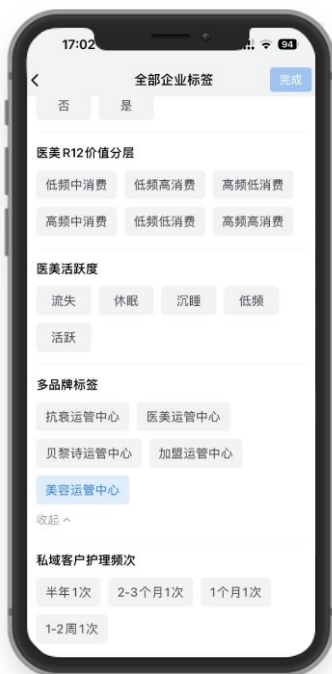 17:02
94
全部企业标签
完成
否 是
医美R12价值分层
低频中消费 低频高消费 高频低消费
高频中消费 低频低消费 高频高消费
医美活跃度
流失 休眠 沉睡 低频
活跃
多品牌标签
抗衰运管中心 医美运管中心
贝黎诗运管中心 加盟运管中心
美容运管中心
收起
私域客户护理频次
半年1次 2-3个月1次 1个月1次
1-2周1次